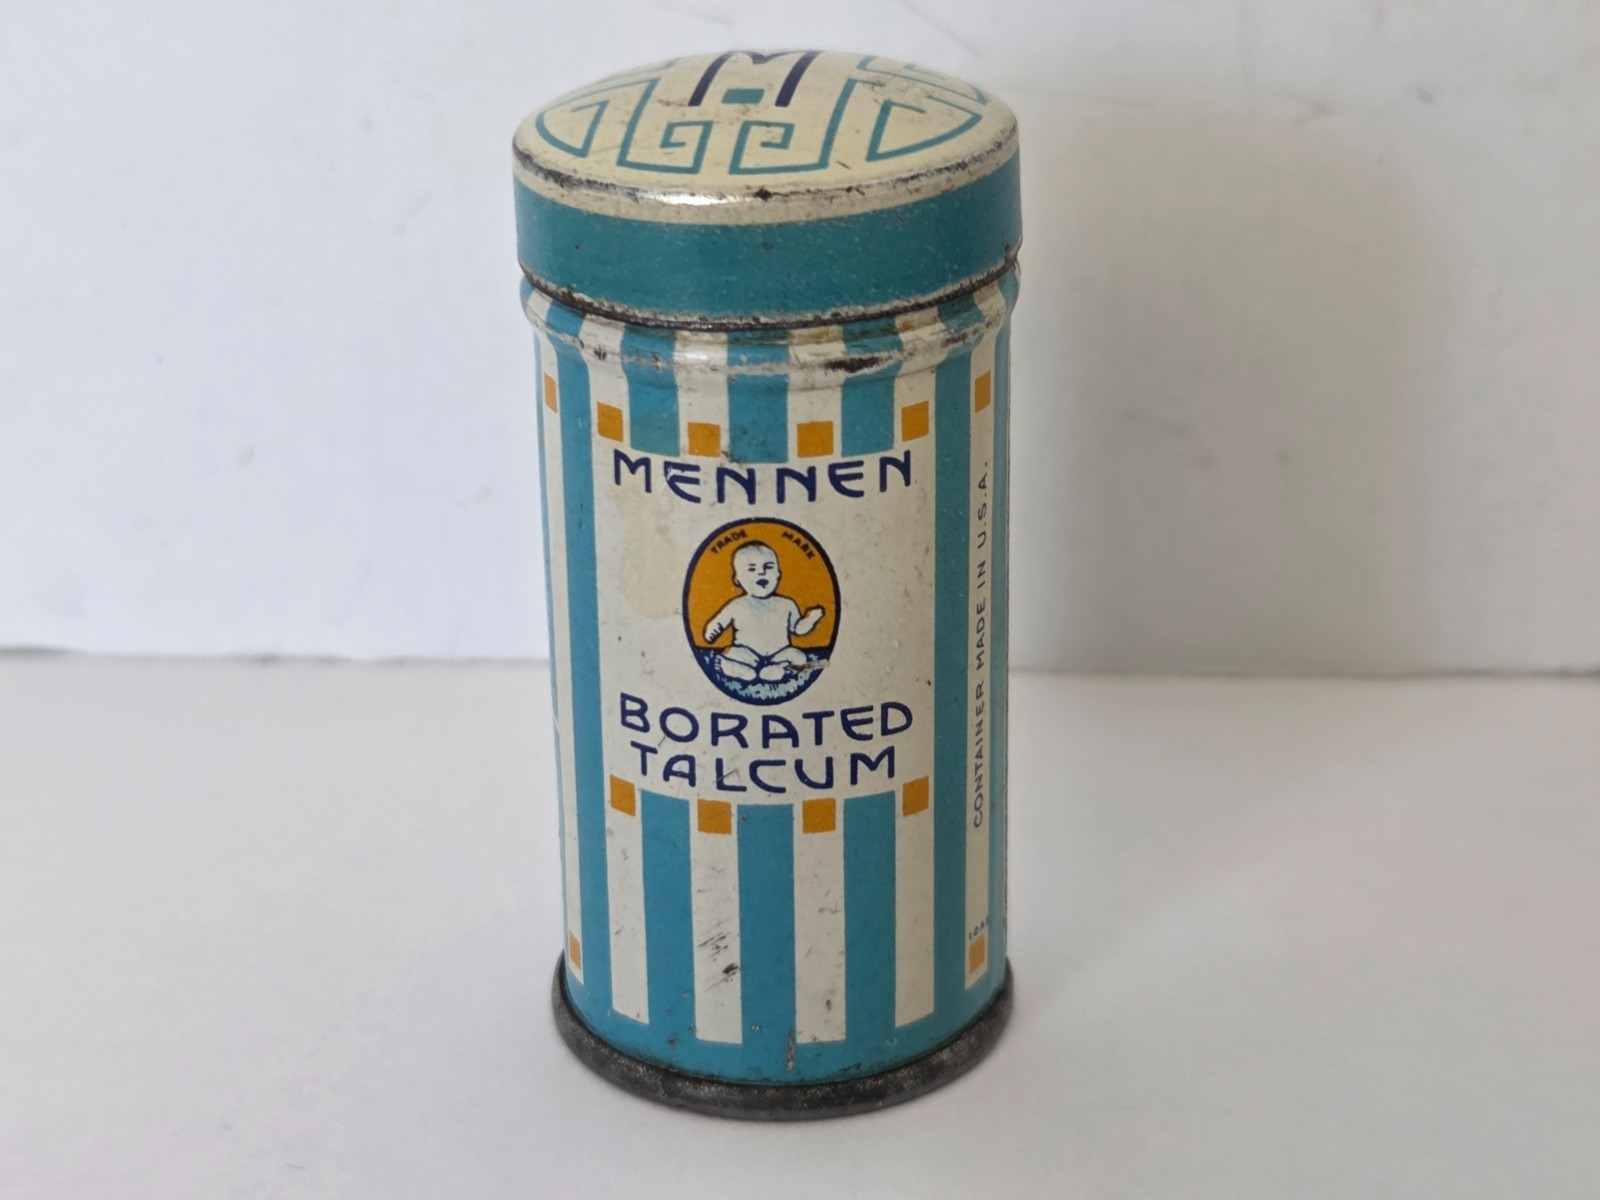 M
MENNEN
TRADE MARK
BORATED
TALCUM
CONTAINER MADE IN U.S.A.